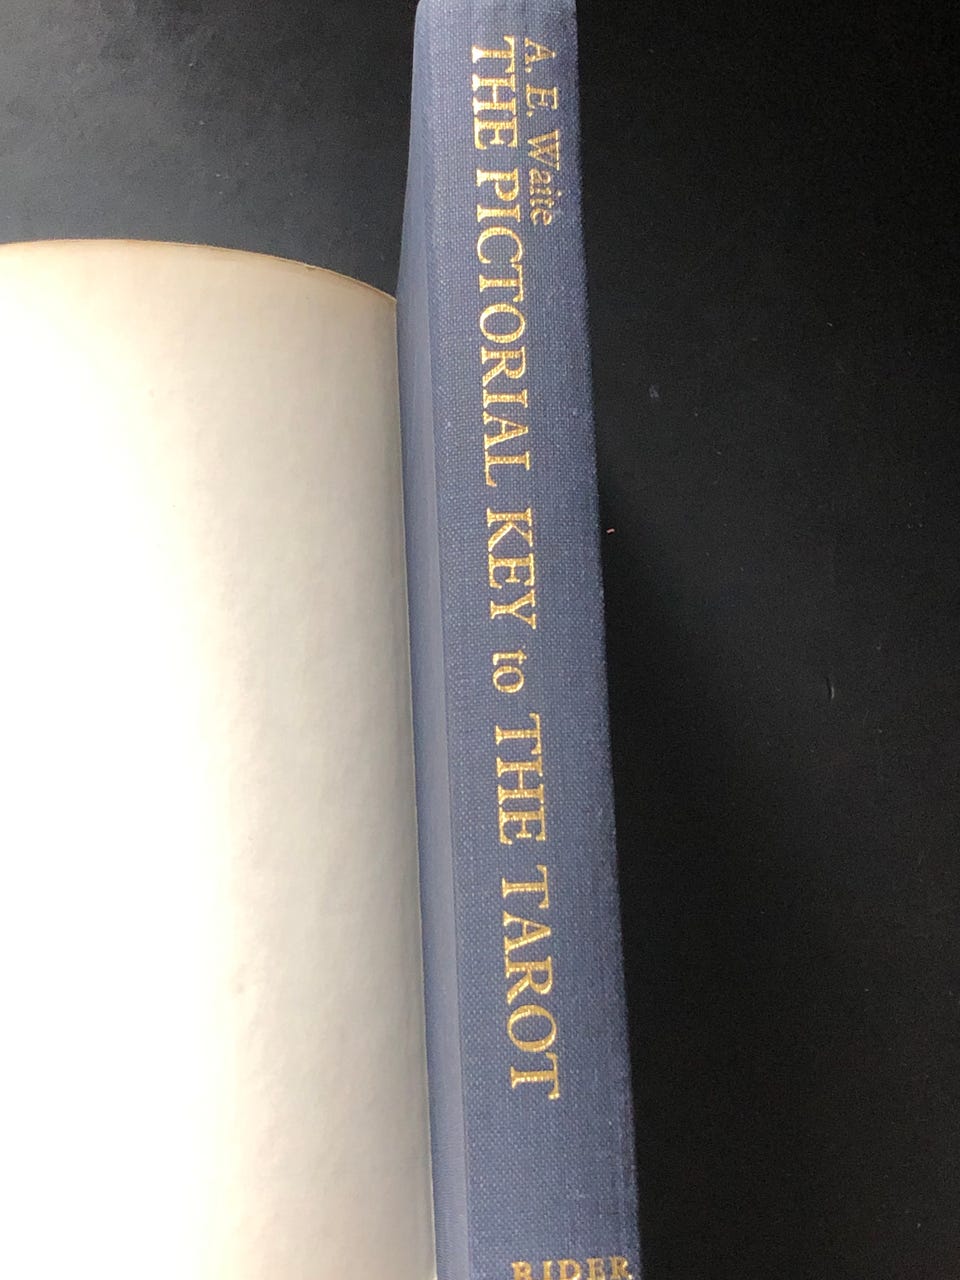 A. E. Waite
THE PICTORIAL KEY to THE TAROT
RIDER